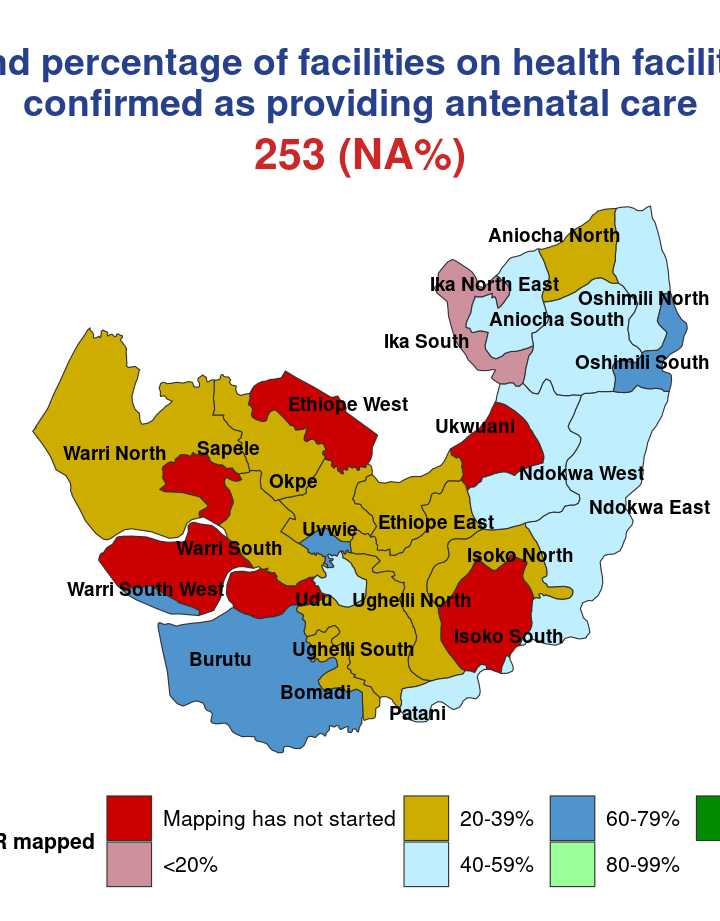 nd percentage of facilities on health facilit
confirmed as providing antenatal care
253 (NA%)
Aniocha North
Ika North East
Oshimili North
Aniocha South
Ika South
Oshimili South
Ethiope West
Ukwuani
Sapele
Warri North
Ndokwa West
Okpe
Ndokwa East
Ethiope East
Uvwie
Warri South
Isoko North
Warri South West
Udu
Ughelli North
Isoko South
Ughelli South
Burutu
Bomadi
Patani
Mapping has not started
20-39%
60-79%
R mapped
<20%
40-59%
80-99%